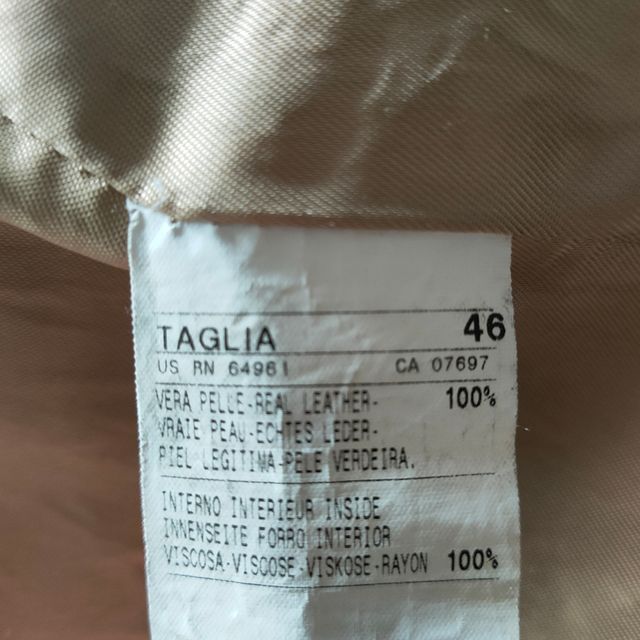 TAGLIA 46
US RN 64961 CA 07697
VERA PELLE-REAL LEATHER- 100%
VRAIE PEAU-ECHTES LEDER-
PIEL LEGITIMA-PELE VERDEIRA.
INTERNO INTERIEUR INSIDE
INNENSEITE FORRO INTERIOR
VISCOSA-VISCOSE-VISKOSE-RAYON 100%